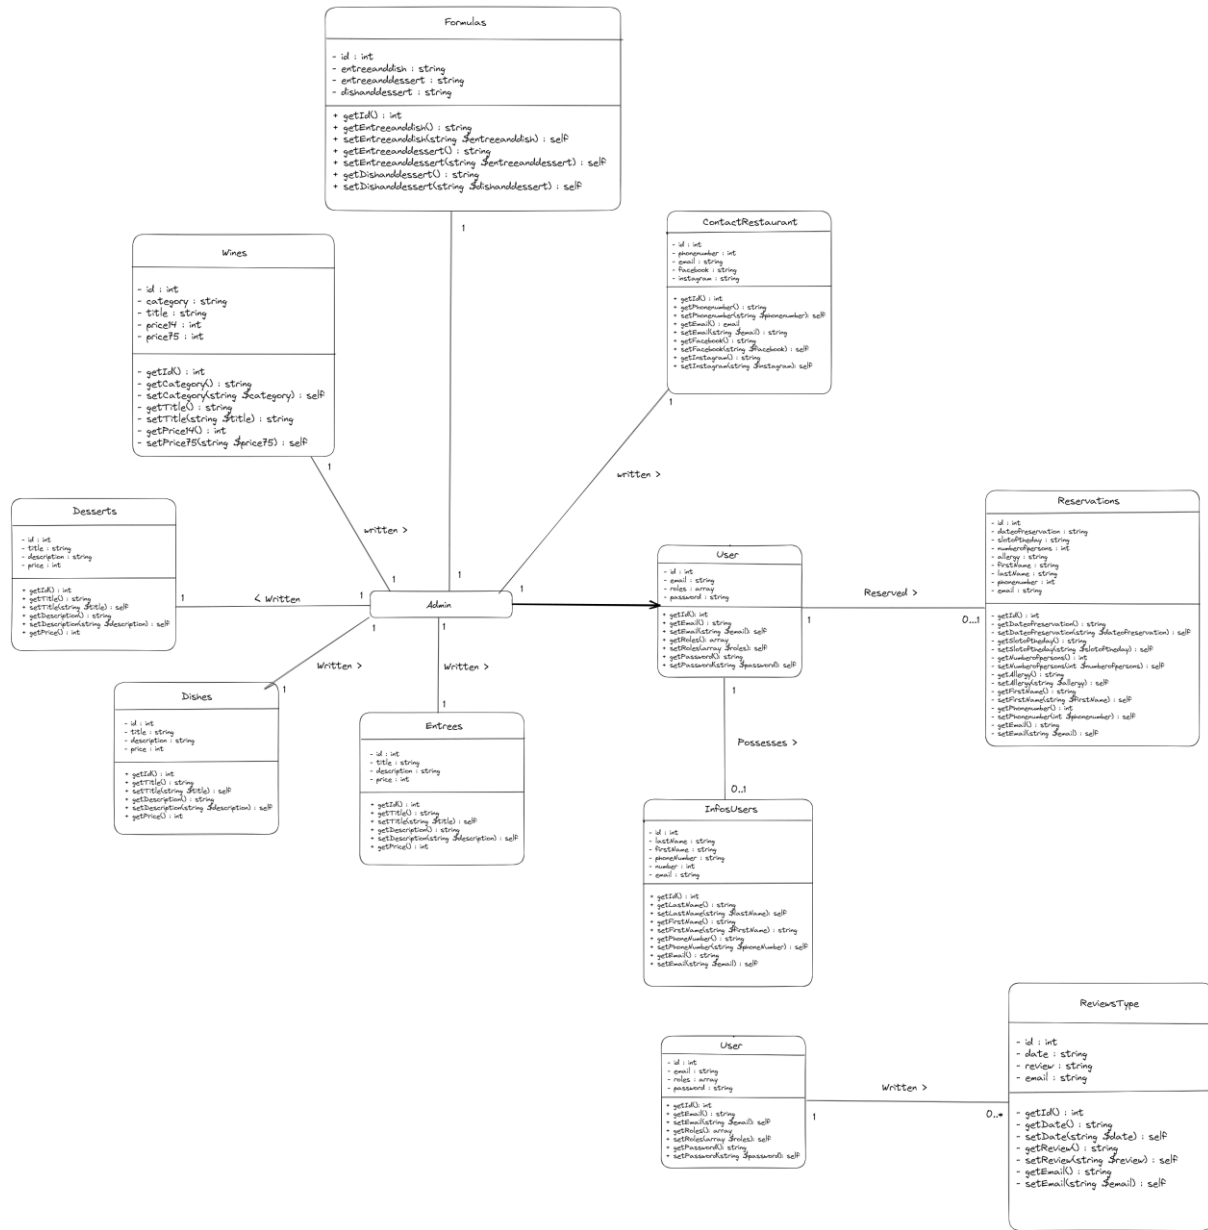 Formulas
- id : int
- entreeanddish : string
- entreeanddessert : string
- dishanddessert : string
+ getId() : int
+ getEntreeanddish() : string
+ setEntreeanddish(string $entreeanddish) : self
+ getEntreeanddessert() : string
+ setEntreeanddessert(string $entreeanddessert) : self
+ getDishanddessert() : string
+ setDishanddessert(string $dishanddessert) : self
1
ContactRestaurant
- id : int
- phonenumber : int
- email : string
- facebook : string
- instagram : string
+ getId() : int
+ getPhonenumber() : string
+ setPhonenumber(string $phonenumber): self
+ getEmail() : email
+ setEmail(string $email) : string
+ getFacebook() : string
+ setFacebook(string $facebook) : self
+ getInstagram() : string
+ setInstagram(string $instagram): self
1
Wines
- id : int
- category : string
- title : string
- price14 : int
- price75 : int
- getId() : int
- getCategory() : string
- setCategory(string $category) : self
- getTitle() : string
- setTitle(string $title) : string
- getPrice14() : int
- setPrice75(string $price75) : self
1
written >
written >
Desserts
- id : int
- title : string
- description : string
- price : int
+ getId() : int
+ getTitle() : string
+ setTitle(string $title) : self
+ getDescription() : string
+ setDescription(string $description) : self
+ getPrice() : int
1
< Written
1
1
1
1
Admin
1
1
User
- id : int
- email : string
- roles : array
- password : string
+ getId(): int
+ getEmail() : string
+ setEmail(string $email): self
+ getRoles(): array
+ setRoles(array $roles): self
+ getPassword(): string
+ setPassword(string $password): self
Reserved >
1
0...1
Reservations
- id : int
- dateofreservation : string
- slotoftheday : string
- numberofpersons : int
- allergy : string
- firstName : string
- lastName : string
- phonenumber : int
- email : string
- getId() : int
- getDateofreservation() : string
- setDateofreservation(string $dateofreservation) : self
- getSlotoftheday() : string
- setSlotoftheday(string $slotoftheday) : self
- getNumberofpersons() : int
- setNumberofpersons(int $numberofpersons) : self
- getAllergy() : string
- setAllergy(string $allergy) : self
- getFirstName() : string
- setFirstName(string $firstName) : self
- getPhonenumber() : int
- setPhonenumber(int $phonenumber) : self
- getEmail() : string
- setEmail(string $email) : self
Written >
1
Written >
1
Dishes
- id : int
- title : string
- description : string
- price : int
+ getId() : int
+ getTitle() : string
+ setTitle(string $title) : self
+ getDescription() : string
+ setDescription(string $description) : self
+ getPrice() : int
Entrees
- id : int
- title : string
- description : string
- price : int
+ getId() : int
+ getTitle() : string
+ setTitle(string $title) : self
+ getDescription() : string
+ setDescription(string $description) : self
+ getPrice() : int
1
Possesses >
0..1
InfosUsers
- id : int
- lastName : string
- firstName : string
- phoneNumber : string
- number : int
- email : string
+ getId() : int
+ getLastName() : string
+ setLastName(string $lastName): self
+ getFirstName() : string
+ setFirstName(string $firstName) : string
+ getPhoneNumber() : string
+ setPhoneNumber(string $phoneNumber) : self
+ getEmail() : string
+ setEmail(string $email) : self
User
- id : int
- email : string
- roles : array
- password : string
+ getId(): int
+ getEmail() : string
+ setEmail(string $email): self
+ getRoles(): array
+ setRoles(array $roles): self
+ getPassword(): string
+ setPassword(string $password): self
Written >
1
0..*
ReviewsType
- id : int
- date : string
- review : string
- email : string
- getId() : int
- getDate() : string
- setDate(string $date) : self
- getReview() : string
- setReview(string $review) : self
- getEmail() : string
- setEmail(string $email) : self